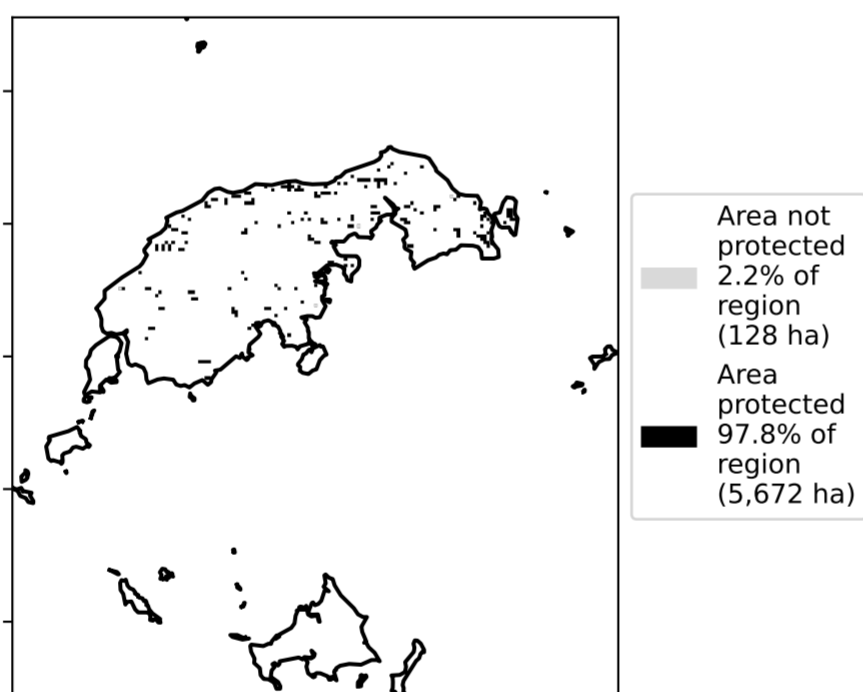 Area not
protected
2.2% of
region
(128 ha)
Area
protected
97.8% of
region
(5,672 ha)